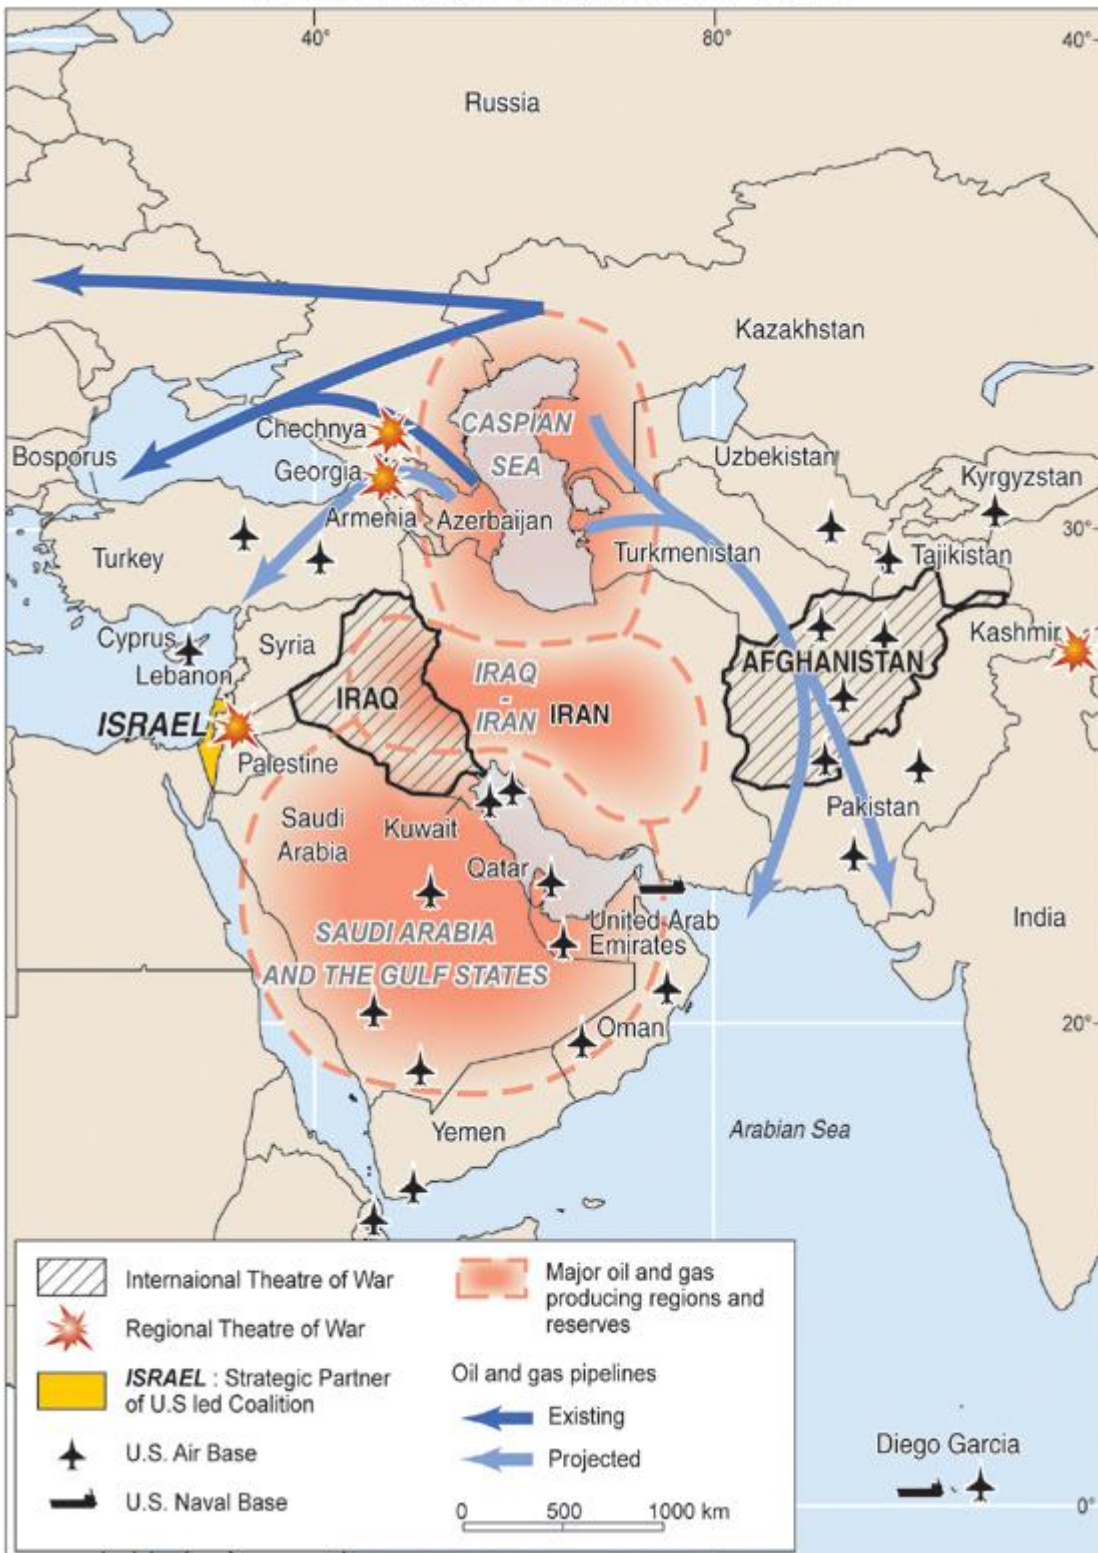 40°
80°
40°
Russia
Kazakhstan
CASPIAN
SEA
Chechnya
Bosporus
Georgia
Uzbekistan
Kyrgyzstan
Armenia
Azerbaijan
30°
Turkey
Turkmenistan
Tajikistan
Cyprus
Syria
Kashmir
Lebanon
AFGHANISTAN
IRAQ
IRAQ
-
IRAN
IRAN
ISRAEL
Palestine
Saudi
Arabia
Kuwait
Pakistan
Qatar
United Arab
Emirates
India
SAUDI ARABIA
AND THE GULF STATES
Oman
20°
Yemen
Arabian Sea
Internaional Theatre of War
Regional Theatre of War
ISRAEL : Strategic Partner
of U.S led Coalition
U.S. Air Base
U.S. Naval Base
Major oil and gas
producing regions and
reserves
Oil and gas pipelines
Existing
Projected
0 500 1000 km
Diego Garcia
0°